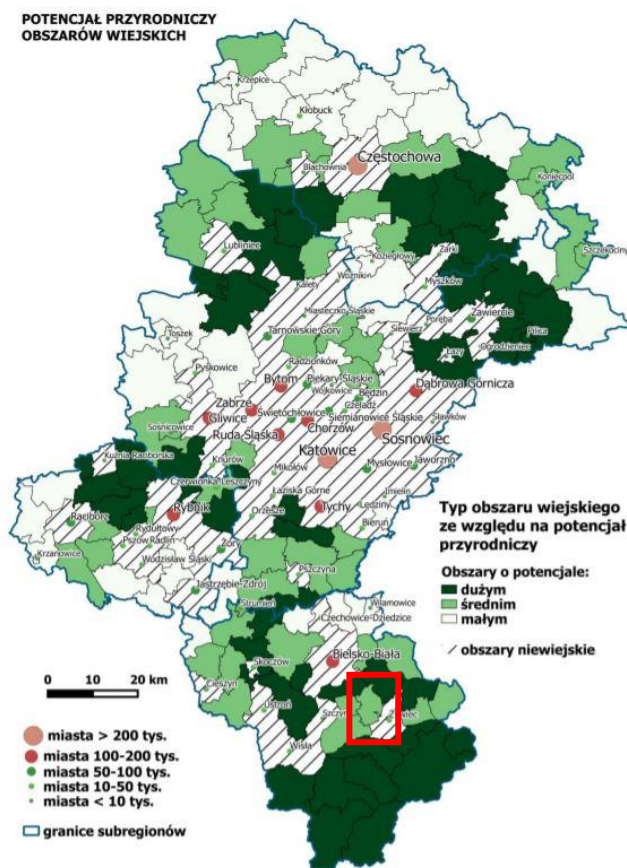 POTENCJAŁ PRZYRODNICZY
OBSZARÓW WIEJSKICH
Krzepice
Kłobuck
Częstochowa
Blachownia
Koniecpol
Lubliniec
Szczekociny
Żarki
Koziegłowy
Woźniki
Myszków
Kalety
Miasteczko Śląskie
Poręba
Zawiercie
Siewierz
Pilica
Tarnowskie Góry
Ogrodzieniec
Toszek
Łazy
Radzionków
Pyskowice
Bytom
Piekary Śląskie
Wojkowice
Będzin
Dąbrowa Górnicza
Zabrze
Czeladź
Gliwice
Świętochłowice
Siemianowice Śląskie
Sławków
Sośnicowice
Chorzów
Ruda Śląska
Sosnowiec
Katowice
Kuźnia Raciborska
Knurów
Mikołów
Mysłowice
Jaworzno
Czerwionka-Leszczyny
Łaziska Górne
Imielin
Racibórz
Rybnik
Orzesze
Tychy
Lędziny
Rydułtowy
Bieruń
Pszów
Radlin
Krzanowice
Wodzisław Śląski
Żory
Pszczyna
Jastrzębie-Zdrój
Strumień
Wilamowice
Czechowice-Dziedzice
Skoczów
Bielsko-Biała
Cieszyn
Ustroń
Szczyrk
Żywiec
Wisła
Typ obszaru wiejskiego
ze względu na potencjał
przyrodniczy
Obszary o potencjale:
dużym
średnim
małym
obszary niewiejskie
0 10 20 km
miasta > 200 tys.
miasta 100-200 tys.
miasta 50-100 tys.
miasta 10-50 tys.
miasta < 10 tys.
granice subregionów